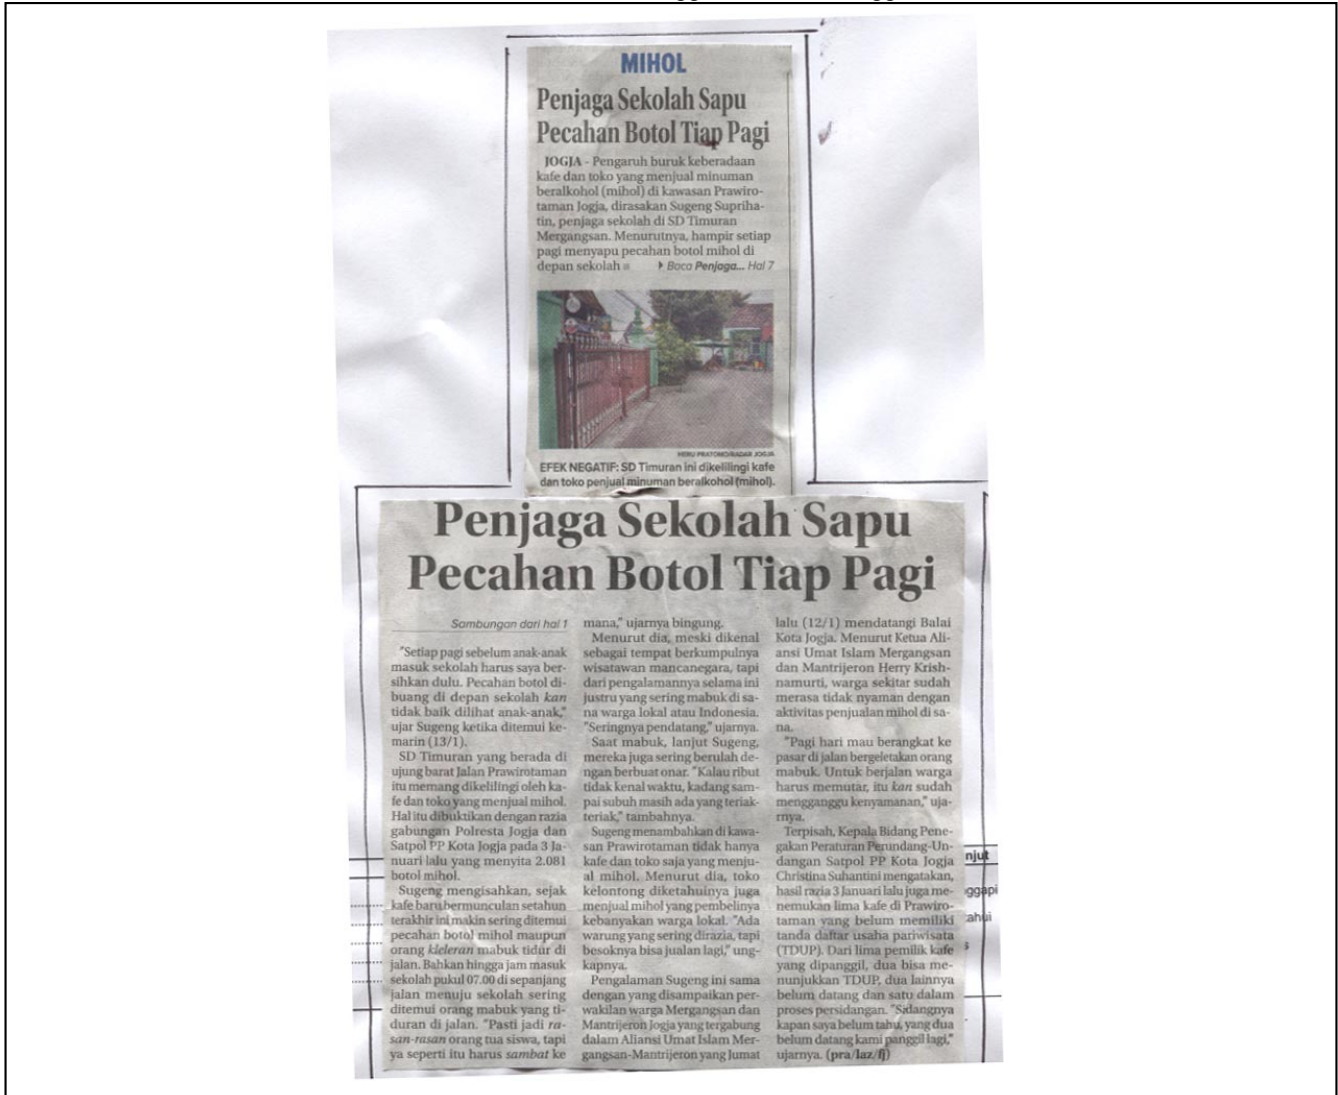 MIHOL
Penjaga Sekolah Sapu
Pecahan Botol Tiap Pagi
JOGJA - Pengaruh buruk keberadaan
kafe dan toko yang menjual minuman
beralkohol (mihol) di kawasan Prawiro-
taman Jogja, dirasakan Sugeng Supriha-
tin, penjaga sekolah di SD Timuran
Mergangsan. Menurutnya, hampir setiap
pagi menyapu pecahan botol mihol di
depan sekolah
Baca Penjaga... Hal 7
HERU PRATOMO/RADAR JOGJA
EFEK NEGATIF: SD Timuran ini dikelilingi kafe
dan toko penjual minuman beralkohol (mihol).
Penjaga Sekolah Sapu
Pecahan Botol Tiap Pagi
Sambungan dari hal 1
"Setiap pagi sebelum anak-anak
masuk sekolah harus saya ber-
sihkan dulu. Pecahan botol di-
buang di depan sekolah kan
tidak baik dilihat anak-anak,"
ujar Sugeng ketika ditemui ke-
marin (13/1).
SD Timuran yang berada di
ujung barat Jalan Prawirotaman
itu memang dikelilingi oleh ka-
fe dan toko yang menjual mihol.
Hal itu dibuktikan dengan razia
gabungan Polresta Jogja dan
Satpol PP Kota Jogja pada 3 Ja-
nuari lalu yang menyita 2.081
botol mihol.
Sugeng mengisahkan, sejak
kafe baru bermunculan setahun
terakhir ini makin sering ditemui
pecahan botol mihol maupun
orang kleleran mabuk tidur di
jalan. Bahkan hingga jam masuk
sekolah pukul 07.00 di sepanjang
jalan menuju sekolah sering
ditemui orang mabuk yang ti-
duran di jalan. "Pasti jadi ra-
san-rasan orang tua siswa, tapi
ya seperti itu harus sambat ke
mana," ujarnya bingung.
Menurut dia, meski dikenal
sebagai tempat berkumpulnya
wisatawan mancanegara, tapi
dari pengalamannya selama ini
justru yang sering mabuk di sa-
na warga lokal atau Indonesia.
"Seringnya pendatang," ujarnya.
Saat mabuk, lanjut Sugeng,
mereka juga sering berulah de-
ngan berbuat onar. "Kalau ribut
tidak kenal waktu, kadang sam-
pai subuh masih ada yang teriak-
teriak," tambahnya.
Sugeng menambahkan di kawa-
san Prawirotaman tidak hanya
kafe dan toko saja yang menju-
al mihol. Menurut dia, toko
kelontong diketahuinya juga
menjual mihol yang pembelinya
kebanyakan warga lokal. "Ada
warung yang sering dirazia, tapi
besoknya bisa jualan lagi," ung-
kapnya.
Pengalaman Sugeng ini sama
dengan yang disampaikan per-
wakilan warga Mergangsan dan
Mantrijeron Jogja yang tergabung
dalam Aliansi Umat Islam Mer-
gangsan-Mantrijeron yang Jumat
lalu (12/1) mendatangi Balai
Kota Jogja. Menurut Ketua Ali-
ansi Umat Islam Mergangsan
dan Mantrijeron Herry Krish-
namurti, warga sekitar sudah
merasa tidak nyaman dengan
aktivitas penjualan mihol di sa-
na.
"Pagi hari mau berangkat ke
pasar di jalan bergeletakan orang
mabuk. Untuk berjalan warga
harus memutar, itu kan sudah
mengganggu kenyamanan," uja-
rnya.
Terpisah, Kepala Bidang Pene-
gakan Peraturan Perundang-Un-
dangan Satpol PP Kota Jogja
Christina Suhantini mengatakan,
hasil razia 3 Januari lalu juga me-
nemukan lima kafe di Prawiro-
taman yang belum memiliki
tanda daftar usaha pariwisata
(TDUP). Dari lima pemilik kafe
yang dipanggil, dua bisa me-
nunjukkan TDUP, dua lainnya
belum datang dan satu dalam
proses persidangan. "Sidangnya
kapan saya belum tahu, yang dua
belum datang kami panggil lagi,"
ujarnya. (pra/laz/fj)
njut
ggapi
tahui
s